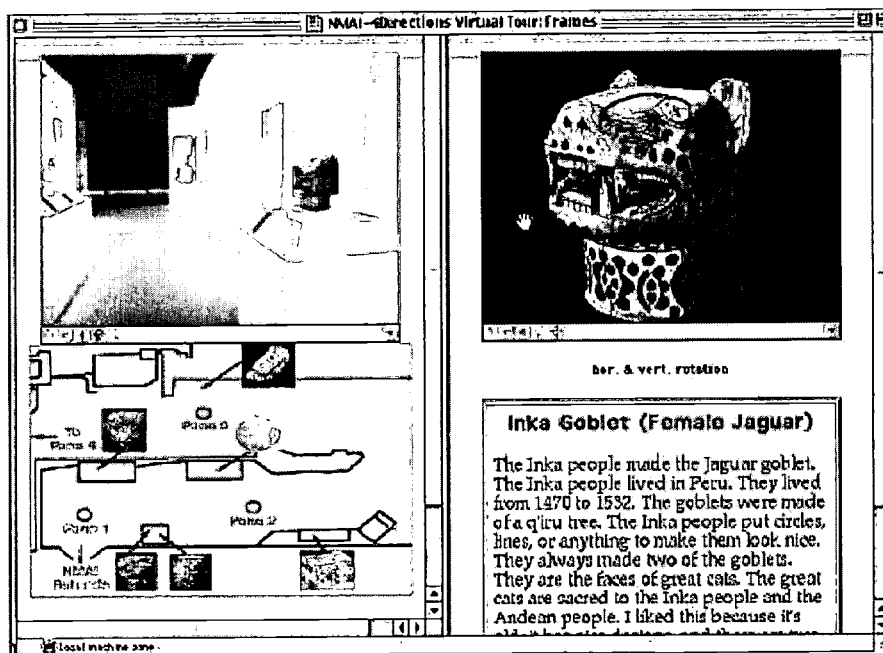 NMAI-4Directions Virtual Tour: Frames
hor. & vert. rotation
TO
Pano 4
Pano 3
Pano 1
Pano 2
NMAI
Rotunda
Inka Goblet (Female Jaguar)
The Inka people made the Jaguar goblet.
The Inka people lived in Peru. They lived
from 1470 to 1532. The goblets were made
of a q'iru tree. The Inka people put circles,
lines, or anything to make them look nice.
They always made two of the goblets.
They are the faces of great cats. The great
cats are sacred to the Inka people and the
Andean people. I liked this because it's
Local machine zone